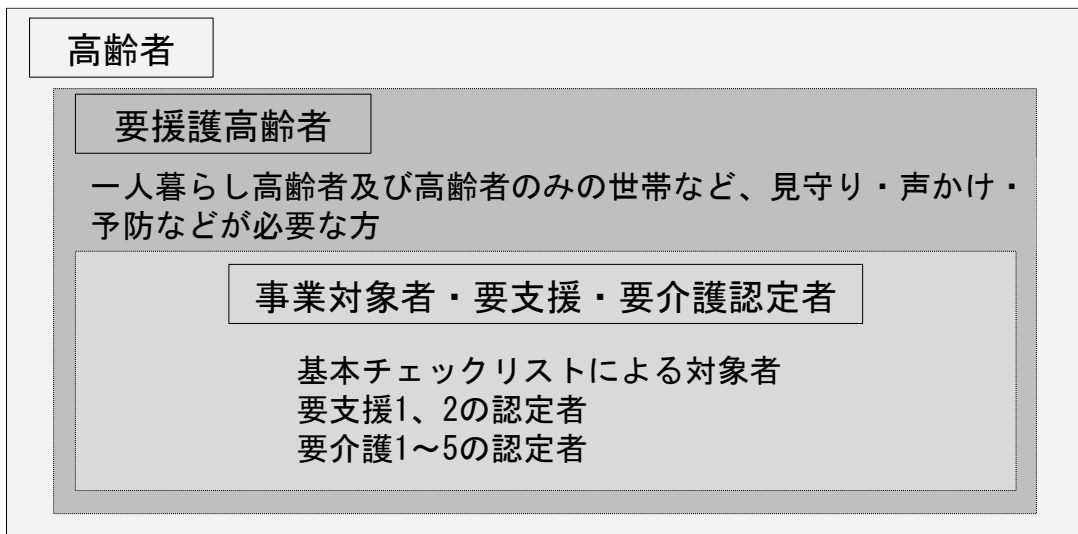 高齢者
要援護高齢者
一人暮らし高齢者及び高齢者のみの世帯など、見守り・声かけ・
予防などが必要な方
事業対象者・要支援・要介護認定者
基本チェックリストによる対象者
要支援1、2の認定者
要介護1～5の認定者